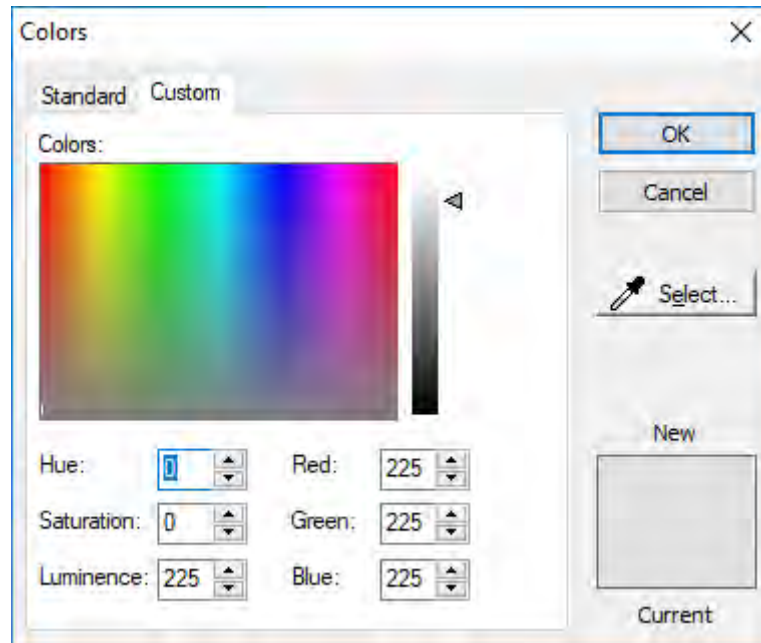 Colors
Standard Custom
OK
Colors:
Cancel
Select...
New
Hue: 0 Red: 225
Saturation: 0 Green: 225
Luminence: 225 Blue: 225
Current